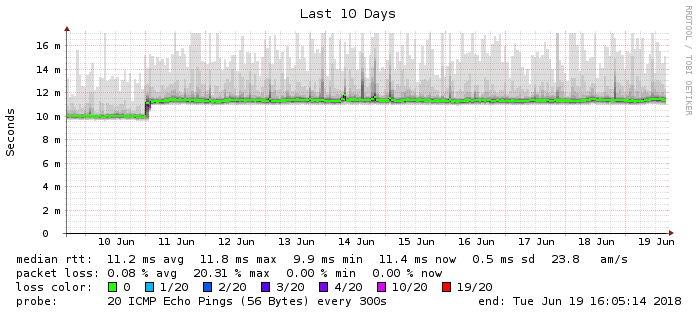 Last 10 Days
RRDTOOL / TOBI OETIKER
Seconds
16 m
14 m
12 m
10 m
8 m
6 m
4 m
2 m
0
10 Jun 11 Jun 12 Jun 13 Jun 14 Jun 15 Jun 16 Jun 17 Jun 18 Jun 19 Jun
median rtt: 11.2 ms avg 11.8 ms max 9.9 ms min 11.4 ms now 0.5 ms sd 23.8 am/s
packet loss: 0.08 % avg 20.31 % max 0.00 % min 0.00 % now
loss color: 0 1/20 2/20 3/20 4/20 10/20 19/20
probe: 20 ICMP Echo Pings (56 Bytes) every 300s end: Tue Jun 19 16:05:14 2018